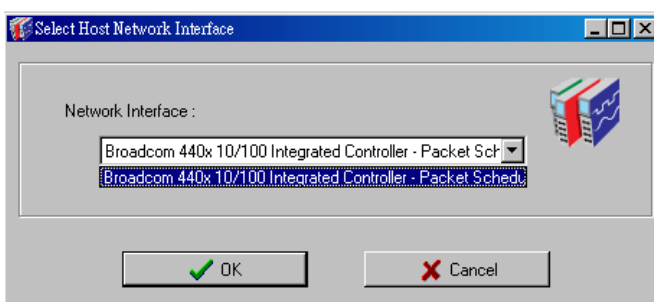 Select Host Network Interface
Network Interface :
Broadcom 440x 10/100 Integrated Controller - Packet Sch
Broadcom 440x 10/100 Integrated Controller - Packet Schedu
OK
Cancel